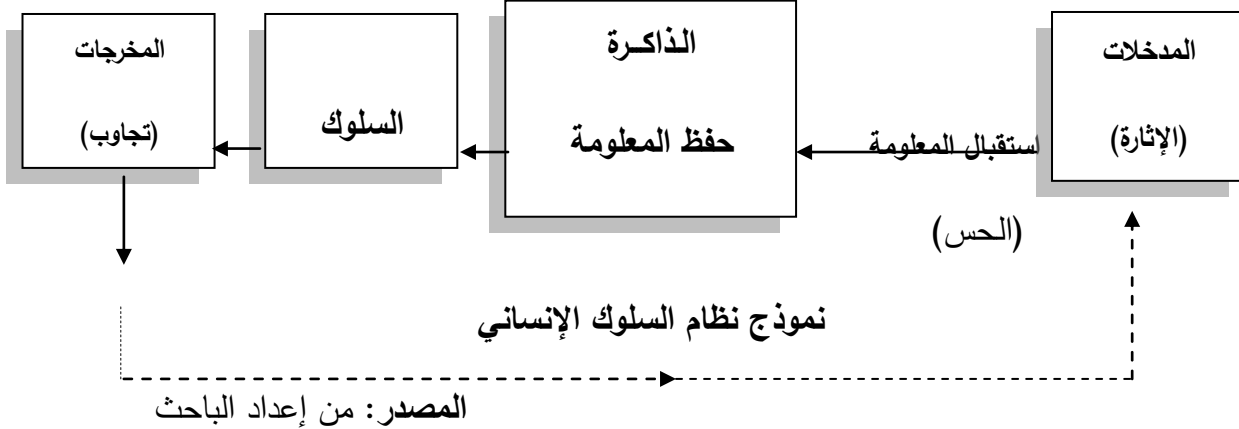 المدخلات
(الإثارة)
استقبال المعلومة
(الحس)
الذاكـرة
حفظ المعلومة
السلوك
المخرجات
(تجاوب)
نموذج نظام السلوك الإنساني
المصدر: من إعداد الباحث